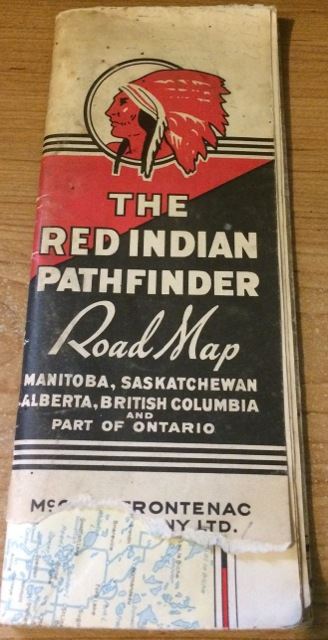 THE
RED INDIAN
PATHFINDER
Road Map
MANITOBA, SASKATCHEWAN
ALBERTA, BRITISH COLUMBIA
AND
PART OF ONTARIO
FRONTENAC
LTD.